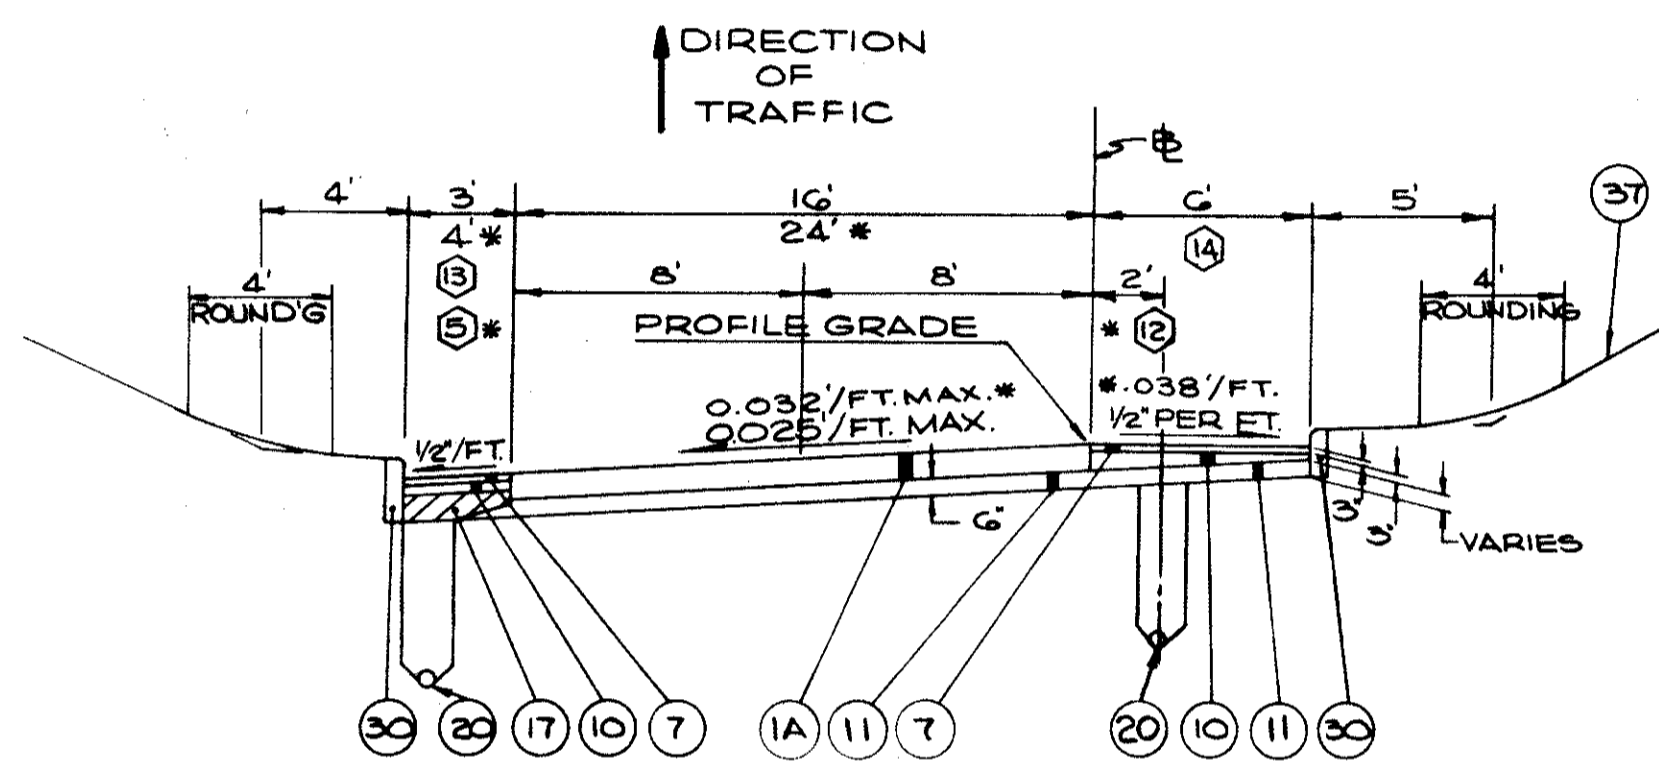 DIRECTION
OF
TRAFFIC
℄
4' 3' 16' 6' 5'
4'* 24'* 14 37
13
4' 8' 8' 2' 4'
ROUND'G 5* PROFILE GRADE *12 ROUNDING
0.032'/FT. MAX.* *.038'/FT.
0.025'/FT. MAX. 1/2" PER FT.
1/2"/FT.
6" 3" 3"
VARIES
30 20 17 10 7 1A 11 7 20 10 11 30